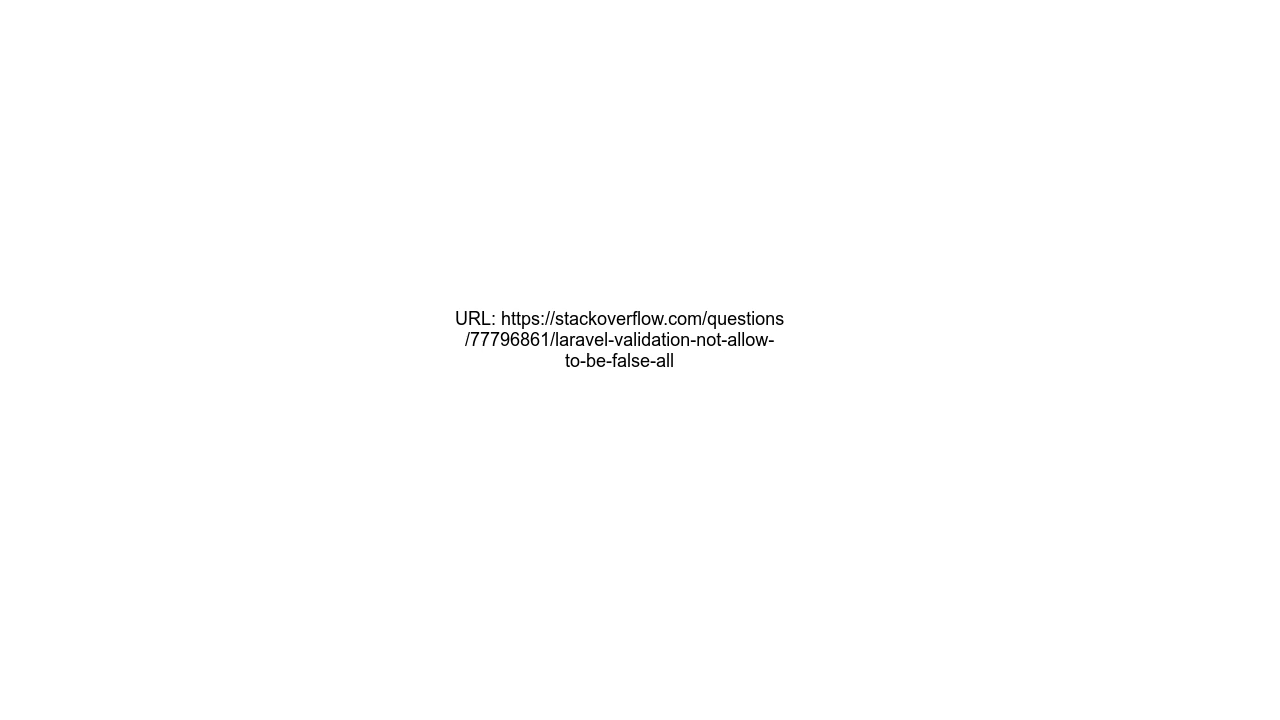 URL: https://stackoverflow.com/questions
/77796861/laravel-validation-not-allow-
to-be-false-all